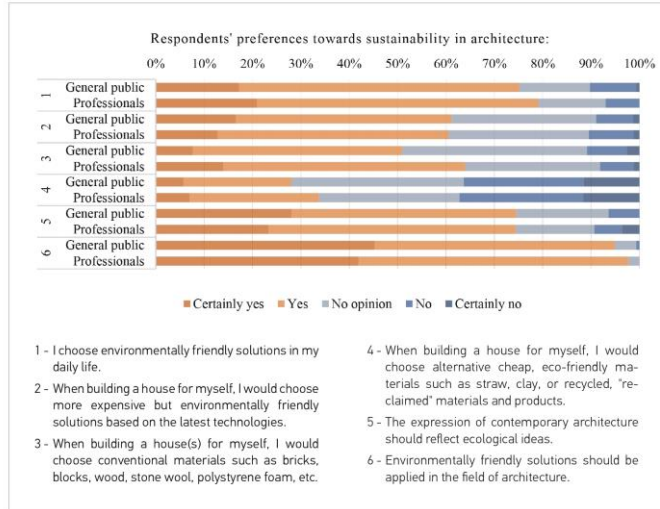 Respondents' preferences towards sustainability in architecture:
0% 10% 20% 30% 40% 50% 60% 70% 80% 90% 100%
1 General public
Professionals
2 General public
Professionals
3 General public
Professionals
4 General public
Professionals
5 General public
Professionals
6 General public
Professionals
Certainly yes Yes No opinion No Certainly no
1 - I choose environmentally friendly solutions in my
daily life.
2 - When building a house for myself, I would choose
more expensive but environmentally friendly
solutions based on the latest technologies.
3 - When building a house(s) for myself, I would
choose conventional materials such as bricks,
blocks, wood, stone wool, polystyrene foam, etc.
4 - When building a house for myself, I would
choose alternative cheap, eco-friendly ma-
terials such as straw, clay, or recycled, "re-
claimed" materials and products.
5 - The expression of contemporary architecture
should reflect ecological ideas.
6 - Environmentally friendly solutions should be
applied in the field of architecture.